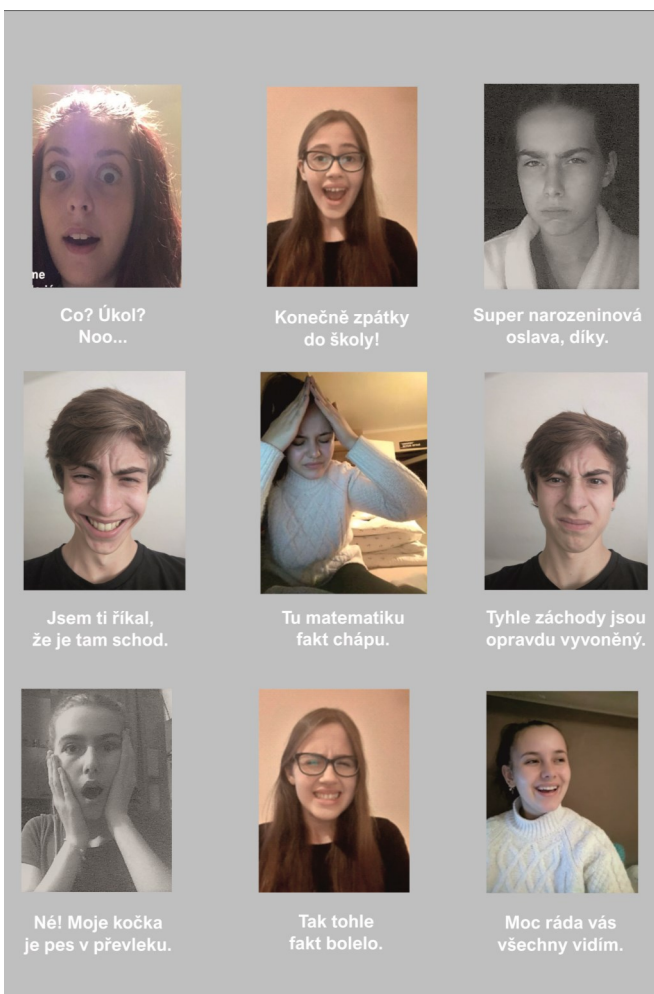 Co? Úkol?
Noo...
Konečně zpátky
do školy!
Super narozeninová
oslava, díky.
Jsem ti říkal,
že je tam schod.
Tu matematiku
fakt chápu.
Tyhle záchody jsou
opravdu vyvoněný.
Né! Moje kočka
je pes v převleku.
Tak tohle
fakt bolelo.
Moc ráda vás
všechny vidím.